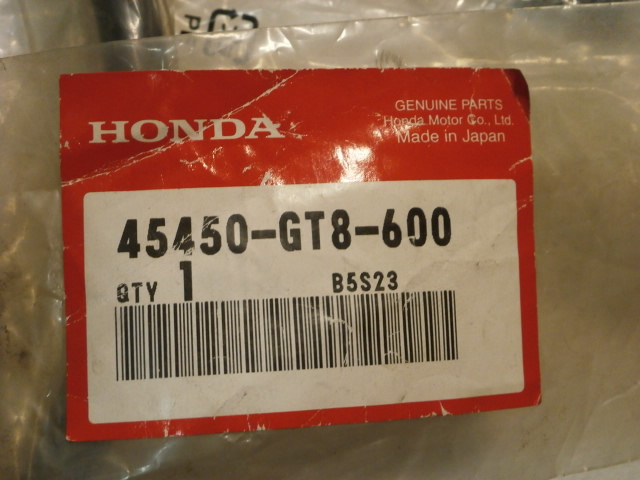 HONDA
GENUINE PARTS
Honda Motor Co., Ltd.
Made in Japan
45450-GT8-600
QTY 1 B5S23